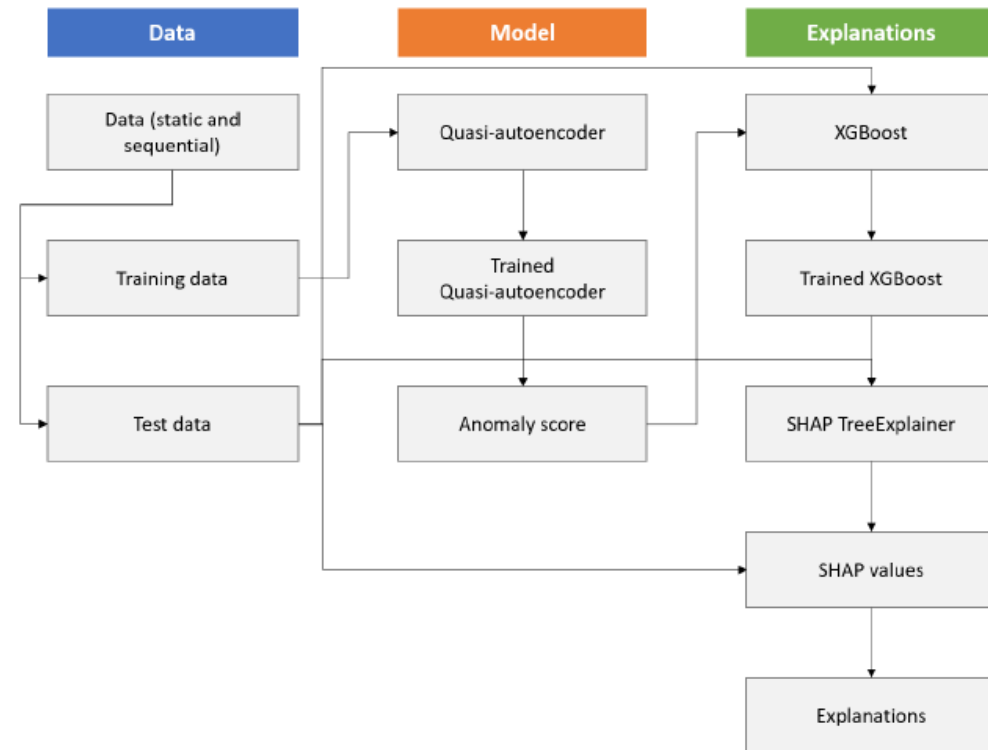 Data
Model
Explanations
Data (static and
sequential)
Quasi-autoencoder
XGBoost
Training data
Trained
Quasi-autoencoder
Trained XGBoost
Test data
Anomaly score
SHAP TreeExplainer
SHAP values
Explanations